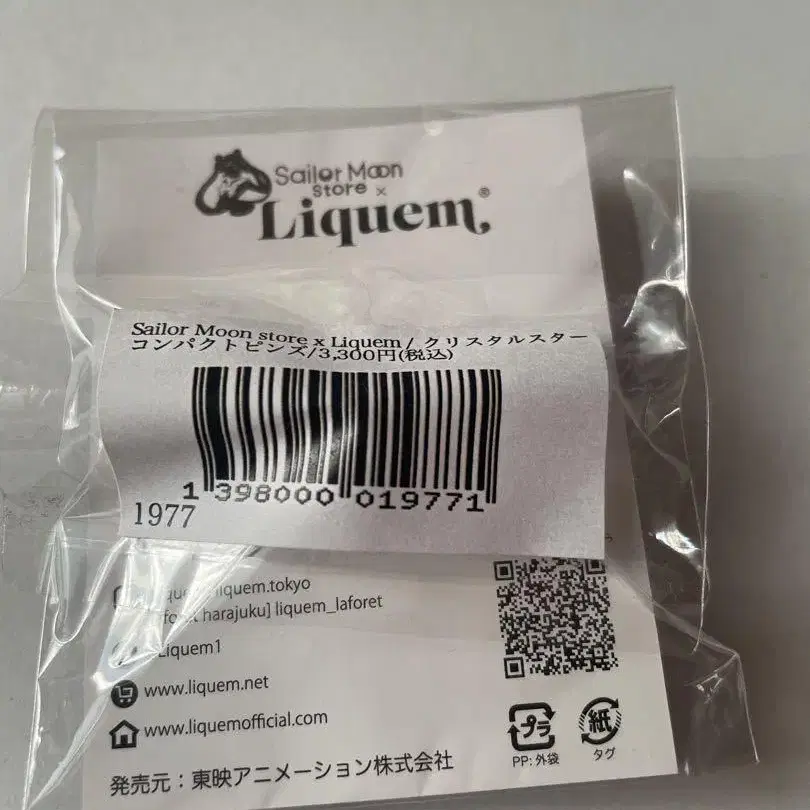 Sailor Moon
store ×
Liquem®
Sailor Moon store x Liquem / クリスタルスター
コンパクトピンズ/3,300円(税込)
1 398000 019771
1977
liquem.tokyo
harajuku] liquem_laforet
Liquem1
www.liquem.net
www.liquemofficial.com
プラ
紙
PP: 外袋
タグ
発売元：東映アニメーション株式会社